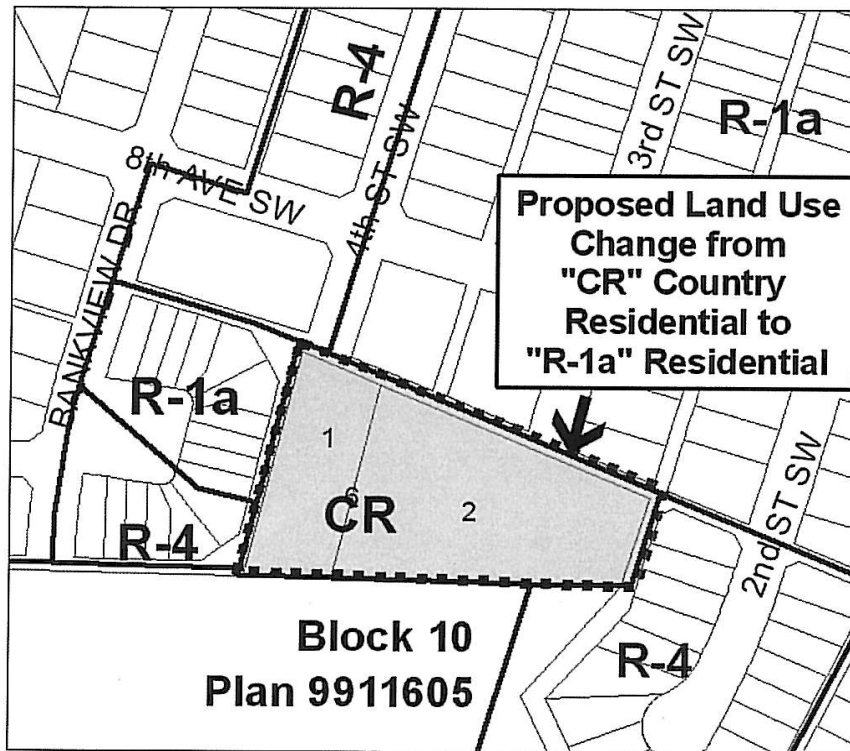 R-4
4th ST SW
3rd ST SW
R-1a
8th AVE SW
BANKVIEW DR
Proposed Land Use
Change from
"CR" Country
Residential to
"R-1a" Residential
R-1a
1
6
CR
2
R-4
2nd ST SW
Block 10
Plan 9911605
R-4